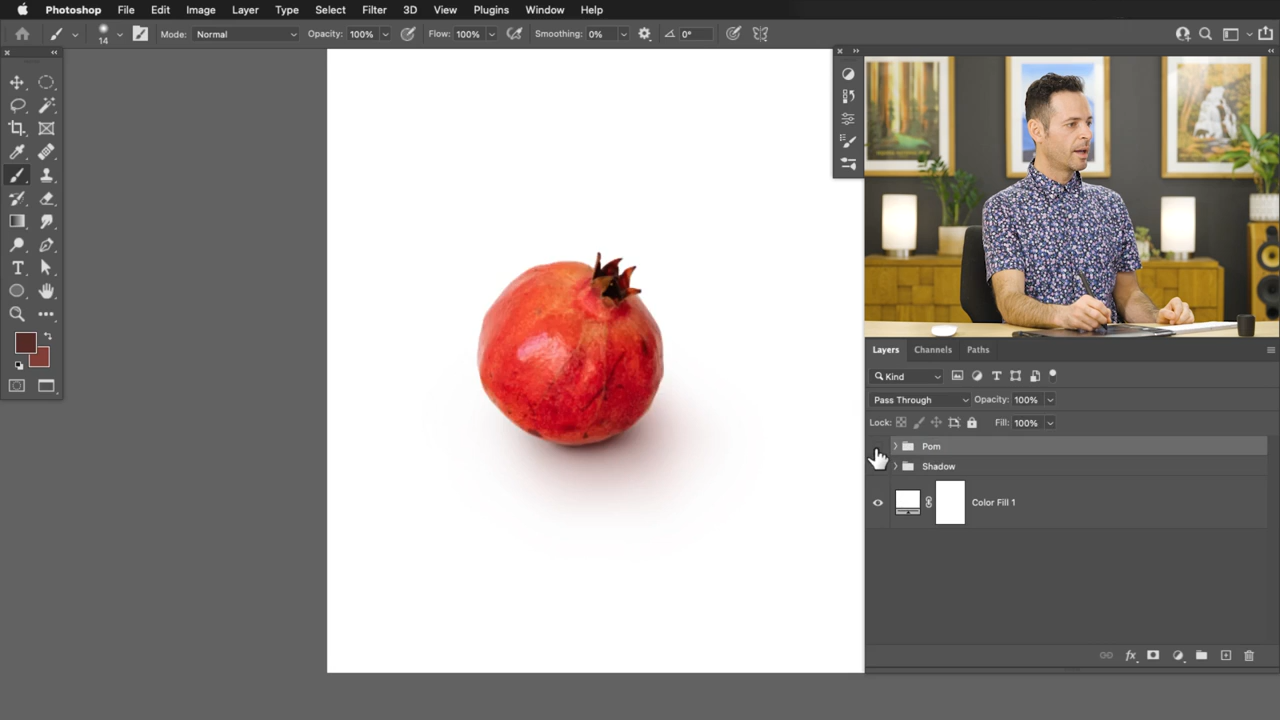 Photoshop File Edit Image Layer Type Select Filter 3D View Plugins Window Help
14 Mode: Normal Opacity: 100% Flow: 100% Smoothing: 0% 0°
Layers Channels Paths
Kind
Pass Through Opacity: 100%
Lock: Fill: 100%
Pom
Shadow
Color Fill 1